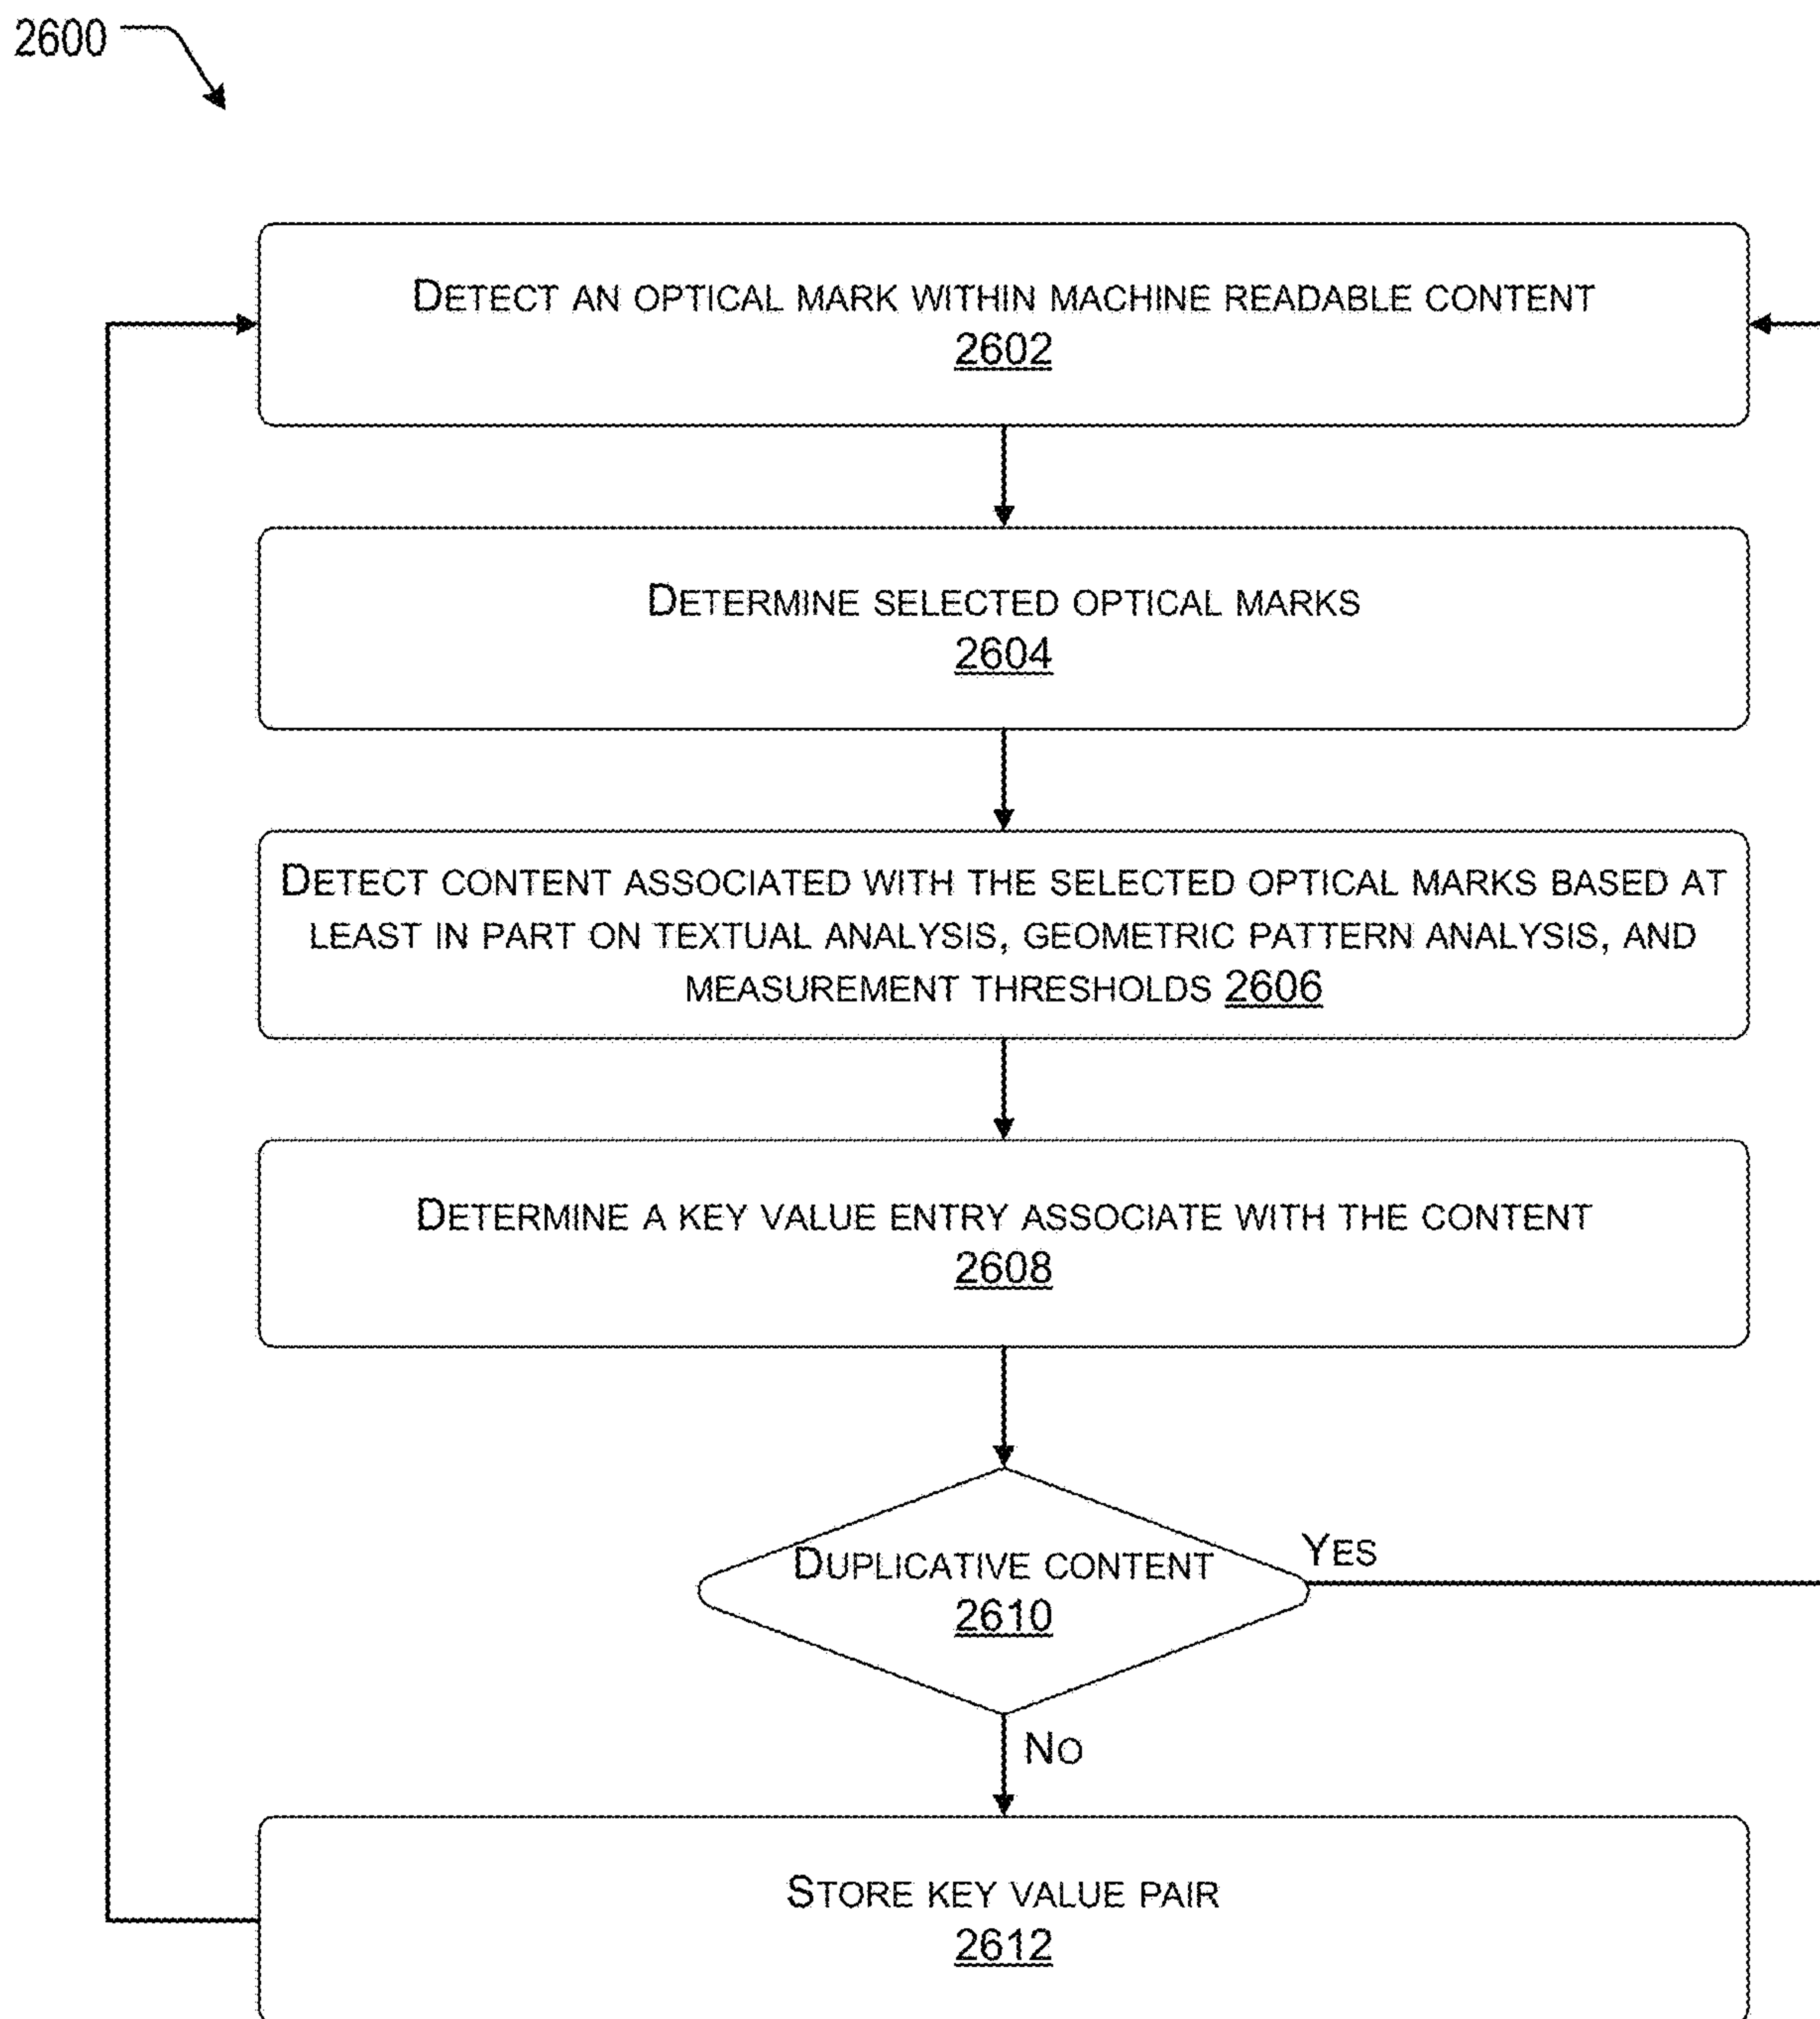 2600
DETECT AN OPTICAL MARK WITHIN MACHINE READABLE CONTENT
2602
DETERMINE SELECTED OPTICAL MARKS
2604
DETECT CONTENT ASSOCIATED WITH THE SELECTED OPTICAL MARKS BASED AT
LEAST IN PART ON TEXTUAL ANALYSIS, GEOMETRIC PATTERN ANALYSIS, AND
MEASUREMENT THRESHOLDS 2606
DETERMINE A KEY VALUE ENTRY ASSOCIATE WITH THE CONTENT
2608
DUPLICATIVE CONTENT
2610
YES
NO
STORE KEY VALUE PAIR
2612